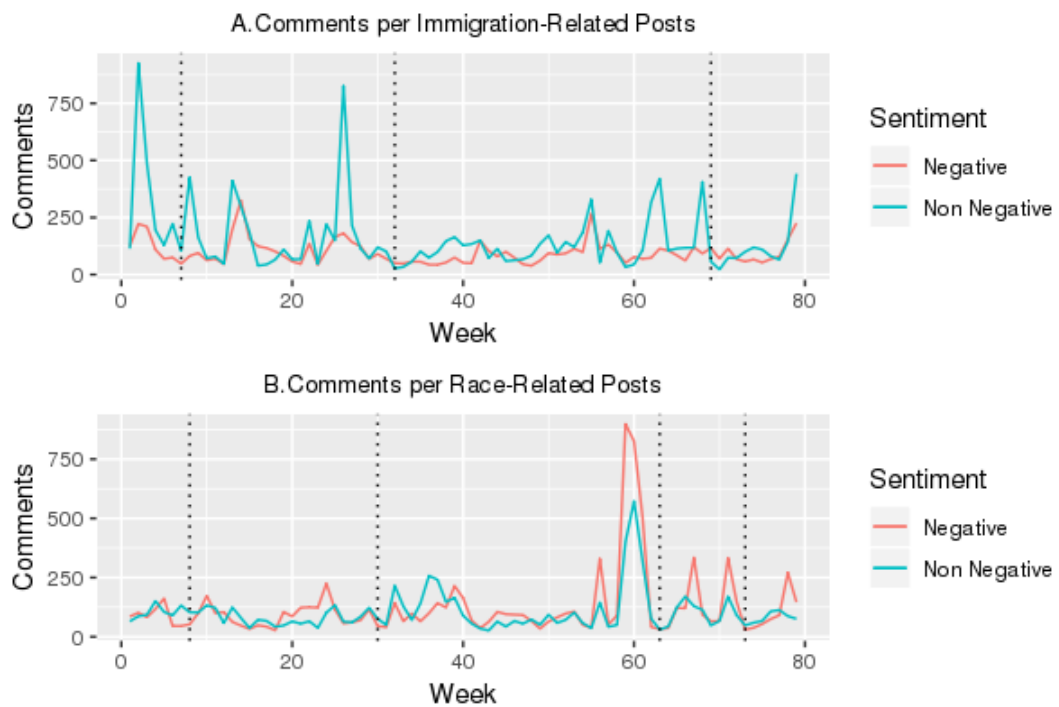 A.Comments per Immigration-Related Posts
750
500
250
0
Comments
0 20 40 60 80
Week
Sentiment
Negative
Non Negative
B.Comments per Race-Related Posts
750
500
250
0
Comments
0 20 40 60 80
Week
Sentiment
Negative
Non Negative